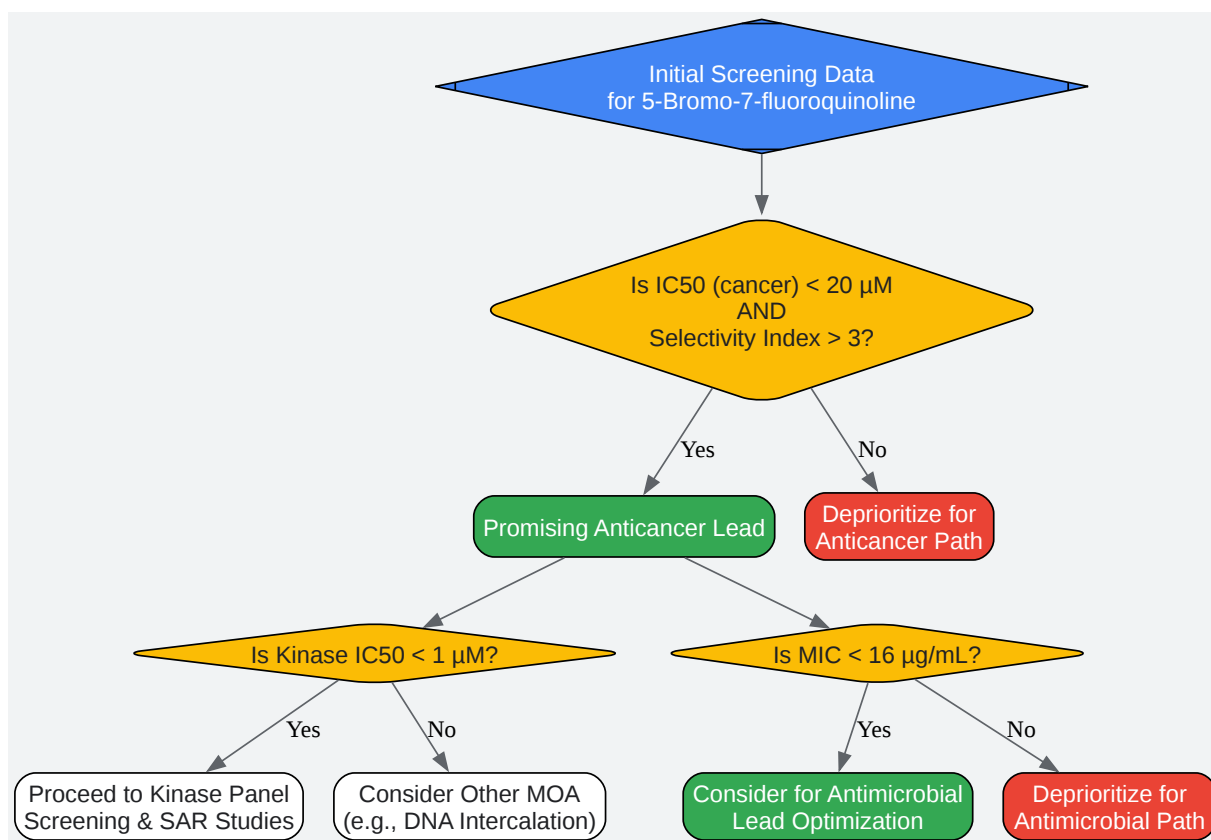 Initial Screening Data
for 5-Bromo-7-fluoroquinoline
Is IC50 (cancer) < 20 µM
AND
Selectivity Index > 3?
Yes
No
Promising Anticancer Lead
Deprioritize for
Anticancer Path
Is Kinase IC50 < 1 µM?
Is MIC < 16 µg/mL?
Yes
No
Yes
No
Proceed to Kinase Panel
Screening & SAR Studies
Consider Other MOA
(e.g., DNA Intercalation)
Consider for Antimicrobial
Lead Optimization
Deprioritize for
Antimicrobial Path